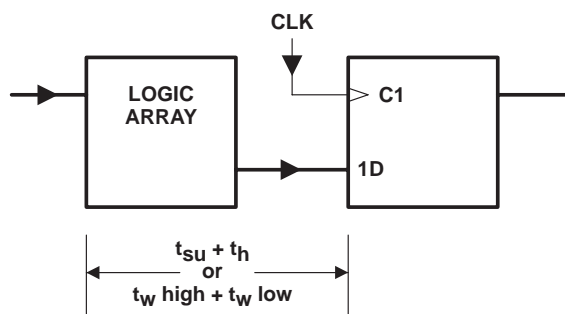 CLK
LOGIC
ARRAY
C1
1D
tsu + th
or
tw high + tw low